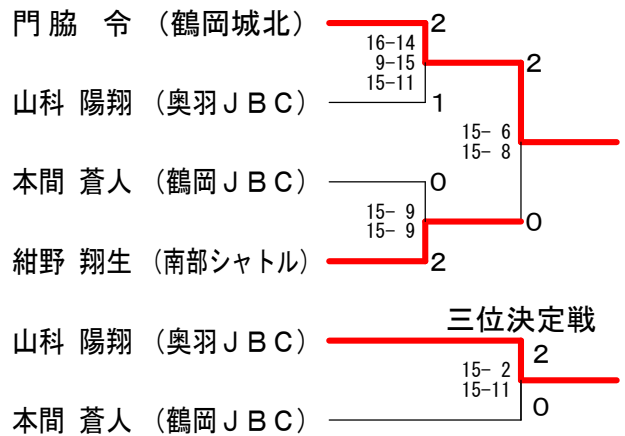 門脇 令 （鶴岡城北） 2
16-14
9-15 2
15-11
山科 陽翔 （奥羽ＪＢＣ） 1
15- 6
15- 8
本間 蒼人 （鶴岡ＪＢＣ） 0
15- 9
15- 9 0
紺野 翔生 （南部シャトル） 2
三位決定戦
山科 陽翔 （奥羽ＪＢＣ） 2
15- 2
15-11
0
本間 蒼人 （鶴岡ＪＢＣ）